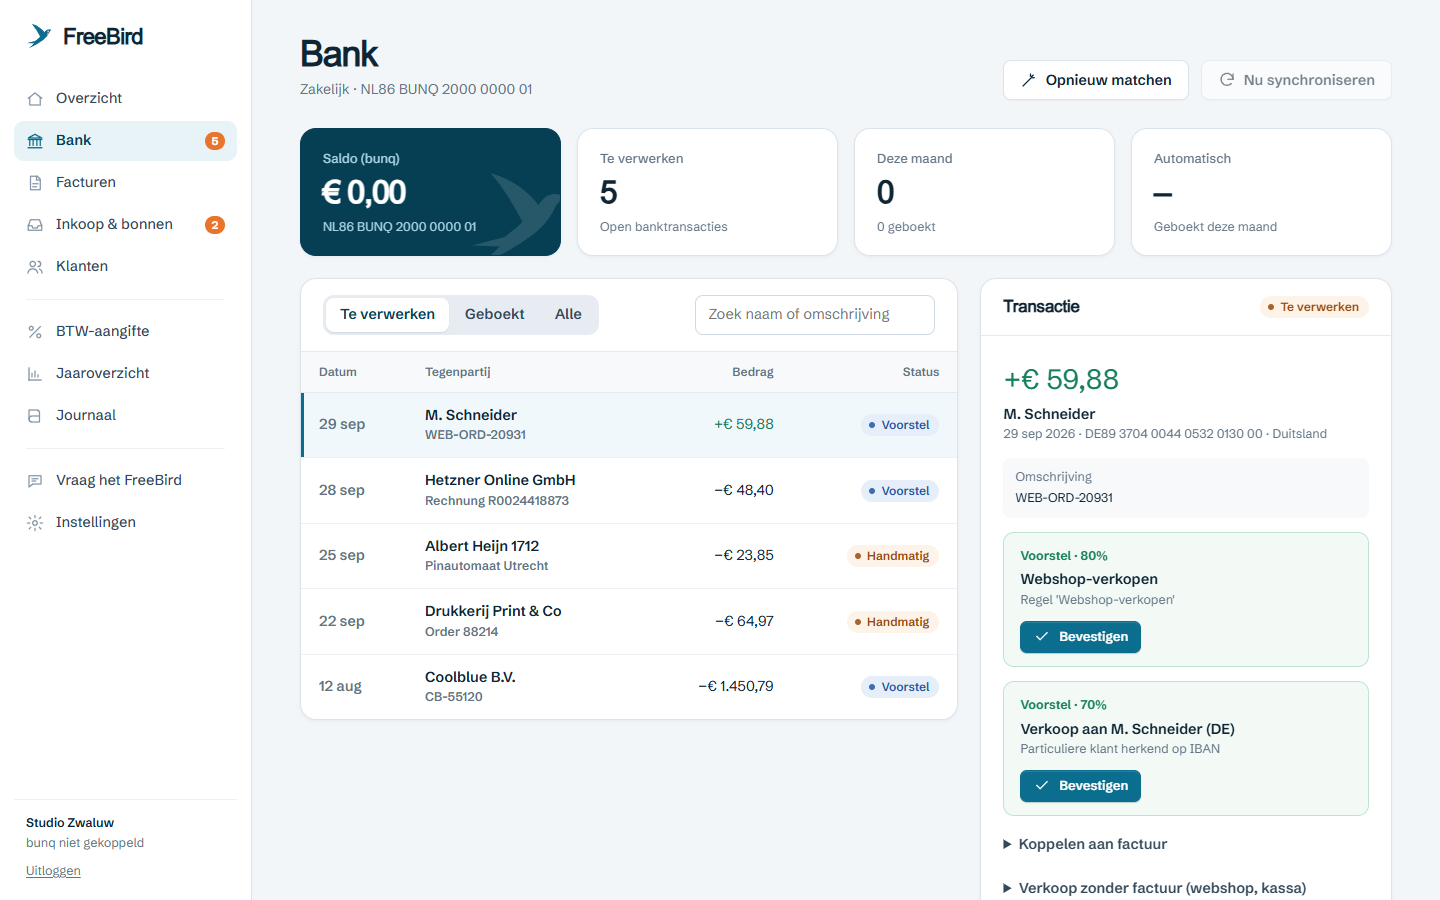 FreeBird
Overzicht
Bank 5
Facturen
Inkoop & bonnen 2
Klanten
BTW-aangifte
Jaaroverzicht
Journaal
Vraag het FreeBird
Instellingen
Studio Zwaluw
bunq niet gekoppeld
Uitloggen
Bank
Zakelijk · NL86 BUNQ 2000 0000 01
Opnieuw matchen
Nu synchroniseren
Saldo (bunq)
€ 0,00
NL86 BUNQ 2000 0000 01
Te verwerken
5
Open banktransacties
Deze maand
0
0 geboekt
Automatisch
–
Geboekt deze maand
Te verwerken Geboekt Alle
Zoek naam of omschrijving
Datum Tegenpartij Bedrag Status
29 sep M. Schneider +€ 59,88 Voorstel
WEB-ORD-20931
28 sep Hetzner Online GmbH −€ 48,40 Voorstel
Rechnung R0024418873
25 sep Albert Heijn 1712 −€ 23,85 Handmatig
Pinautomaat Utrecht
22 sep Drukkerij Print & Co −€ 64,97 Handmatig
Order 88214
12 aug Coolblue B.V. −€ 1.450,79 Voorstel
CB-55120
Transactie Te verwerken
+€ 59,88
M. Schneider
29 sep 2026 · DE89 3704 0044 0532 0130 00 · Duitsland
Omschrijving
WEB-ORD-20931
Voorstel · 80%
Webshop-verkopen
Regel 'Webshop-verkopen'
Bevestigen
Voorstel · 70%
Verkoop aan M. Schneider (DE)
Particuliere klant herkend op IBAN
Bevestigen
Koppelen aan factuur
Verkoop zonder factuur (webshop, kassa)